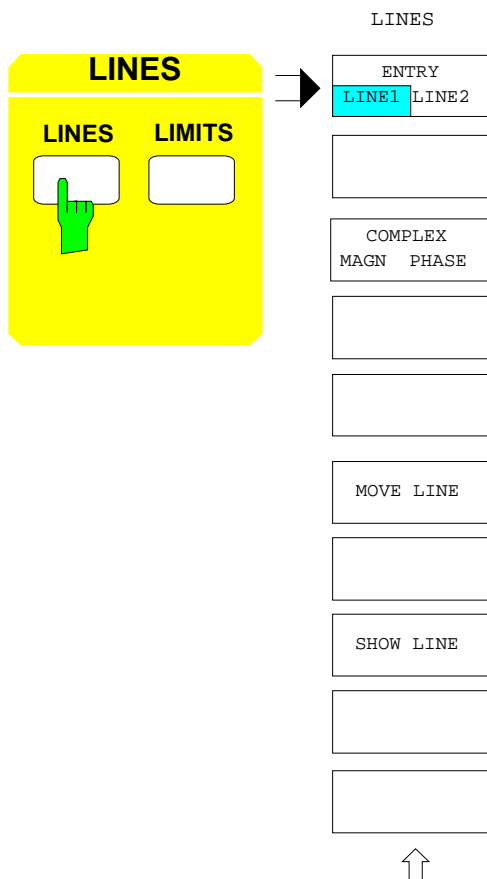 LINES
LINES
LINES LIMITS
ENTRY
LINE1 LINE2
COMPLEX
MAGN PHASE
MOVE LINE
SHOW LINE